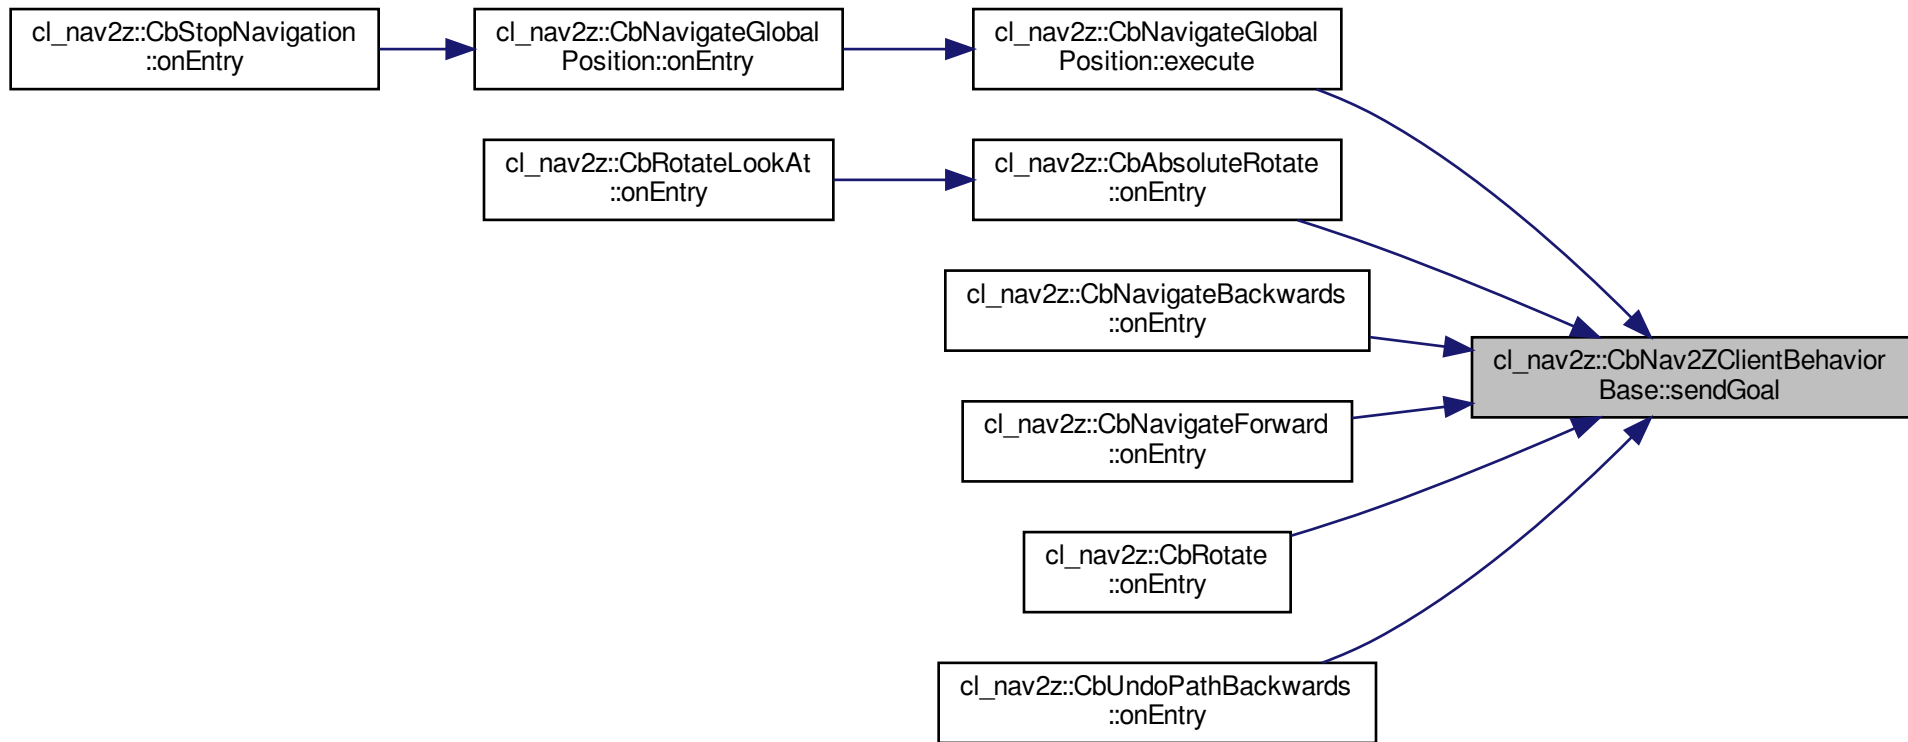 cl_nav2z::CbStopNavigation
::onEntry
cl_nav2z::CbNavigateGlobal
Position::onEntry
cl_nav2z::CbNavigateGlobal
Position::execute
cl_nav2z::CbRotateLookAt
::onEntry
cl_nav2z::CbAbsoluteRotate
::onEntry
cl_nav2z::CbNavigateBackwards
::onEntry
cl_nav2z::CbNav2ZClientBehavior
Base::sendGoal
cl_nav2z::CbNavigateForward
::onEntry
cl_nav2z::CbRotate
::onEntry
cl_nav2z::CbUndoPathBackwards
::onEntry